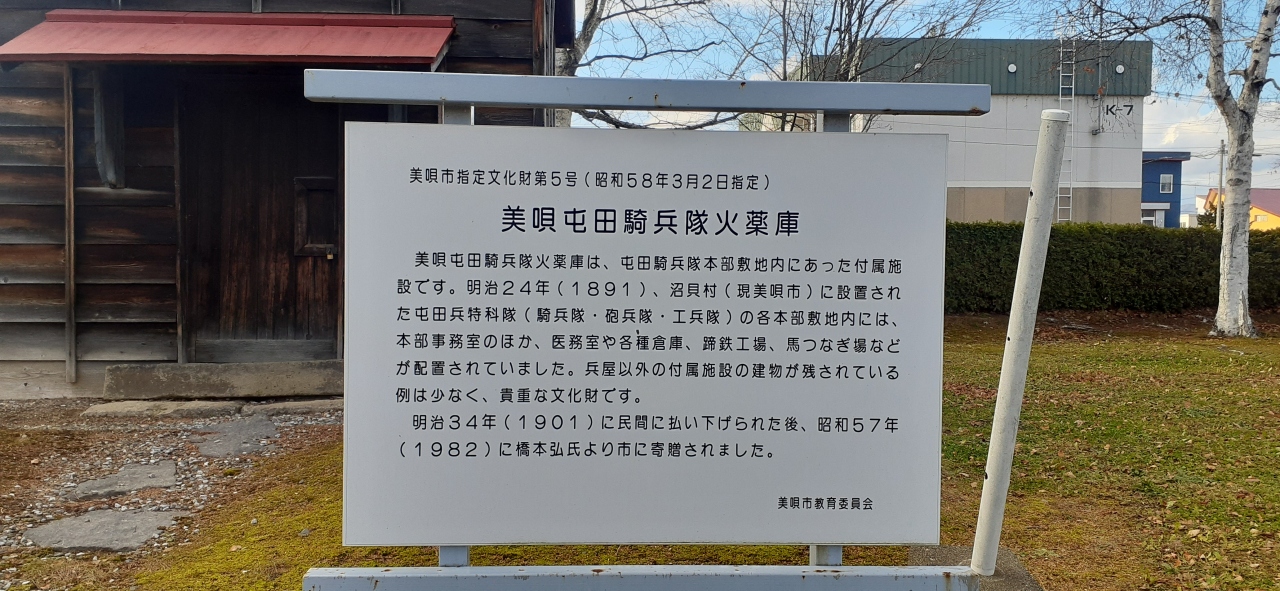 美唄市指定文化財第5号（昭和58年3月2日指定）
美唄屯田騎兵隊火薬庫
美唄屯田騎兵隊火薬庫は、屯田騎兵隊本部敷地内にあった付属施
設です。明治24年（1891）、沼貝村（現美唄市）に設置され
た屯田兵特科隊（騎兵隊・砲兵隊・工兵隊）の各本部敷地内には、
本部事務室のほか、医務室や各種倉庫、蹄鉄工場、馬つなぎ場など
が配置されていました。兵屋以外の付属施設の建物が残されている
例は少なく、貴重な文化財です。
明治34年（1901）に民間に払い下げられた後、昭和57年
（1982）に橋本弘氏より市に寄贈されました。
美唄市教育委員会
K-7